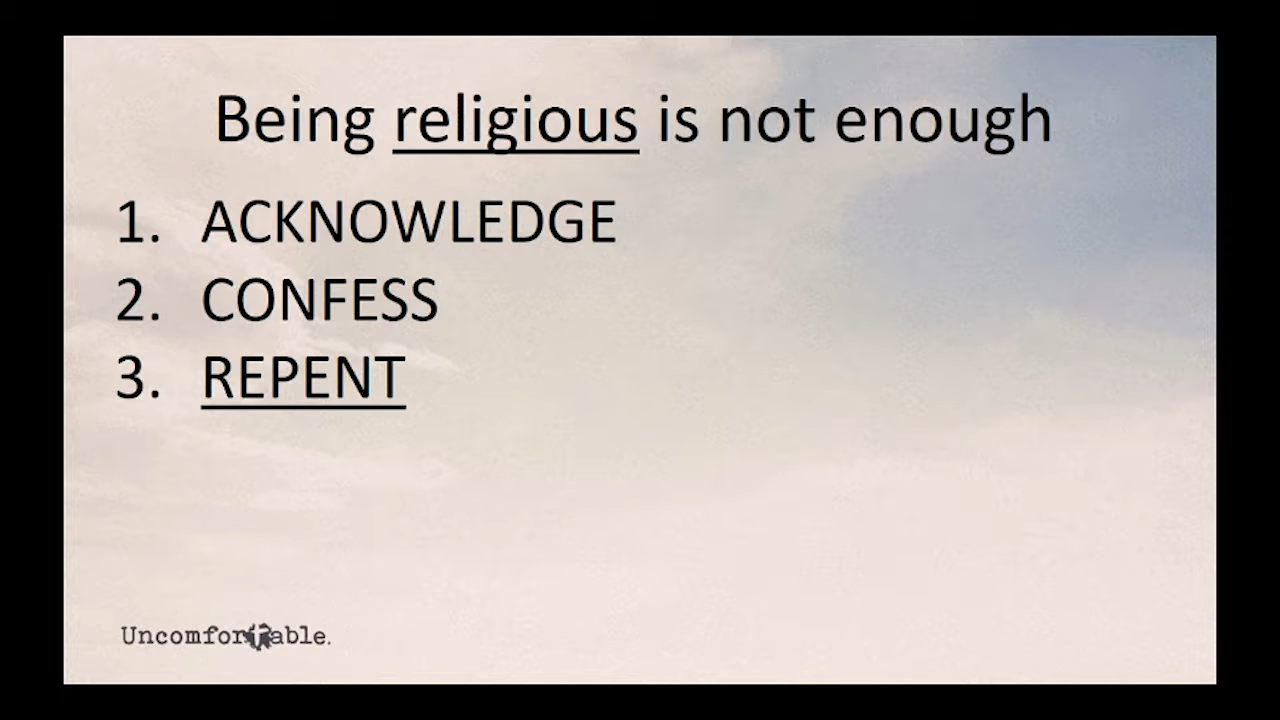 Being religious is not enough
1. ACKNOWLEDGE
2. CONFESS
3. REPENT
Uncomfortable.